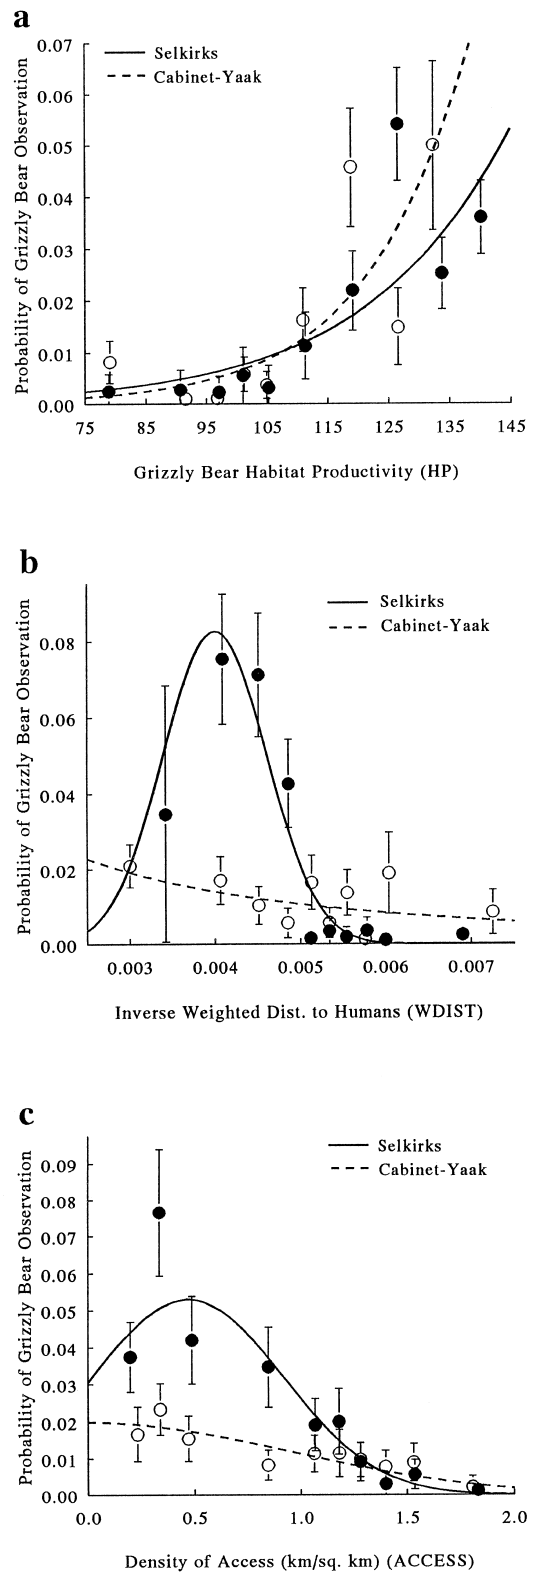 a
Selkirks
Cabinet-Yaak
Probability of Grizzly Bear Observation
0.07
0.06
0.05
0.04
0.03
0.02
0.01
0.00
75 85 95 105 115 125 135 145
Grizzly Bear Habitat Productivity (HP)
b
Selkirks
Cabinet-Yaak
Probability of Grizzly Bear Observation
0.08
0.06
0.04
0.02
0.00
0.003 0.004 0.005 0.006 0.007
Inverse Weighted Dist. to Humans (WDIST)
c
Selkirks
Cabinet-Yaak
Probability of Grizzly Bear Observation
0.09
0.08
0.07
0.06
0.05
0.04
0.03
0.02
0.01
0.00
0.0 0.5 1.0 1.5 2.0
Density of Access (km/sq. km) (ACCESS)